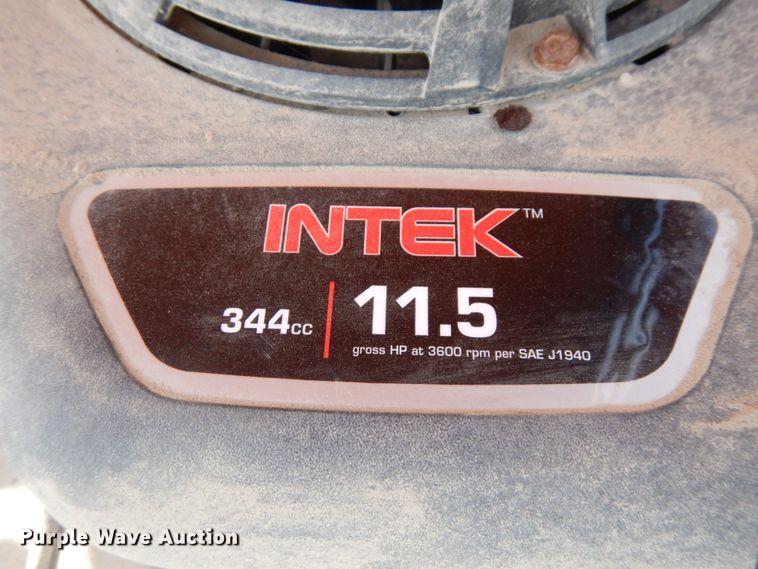 INTEK™
344cc
11.5
gross HP at 3600 rpm per SAE J1940
Purple Wave Auction